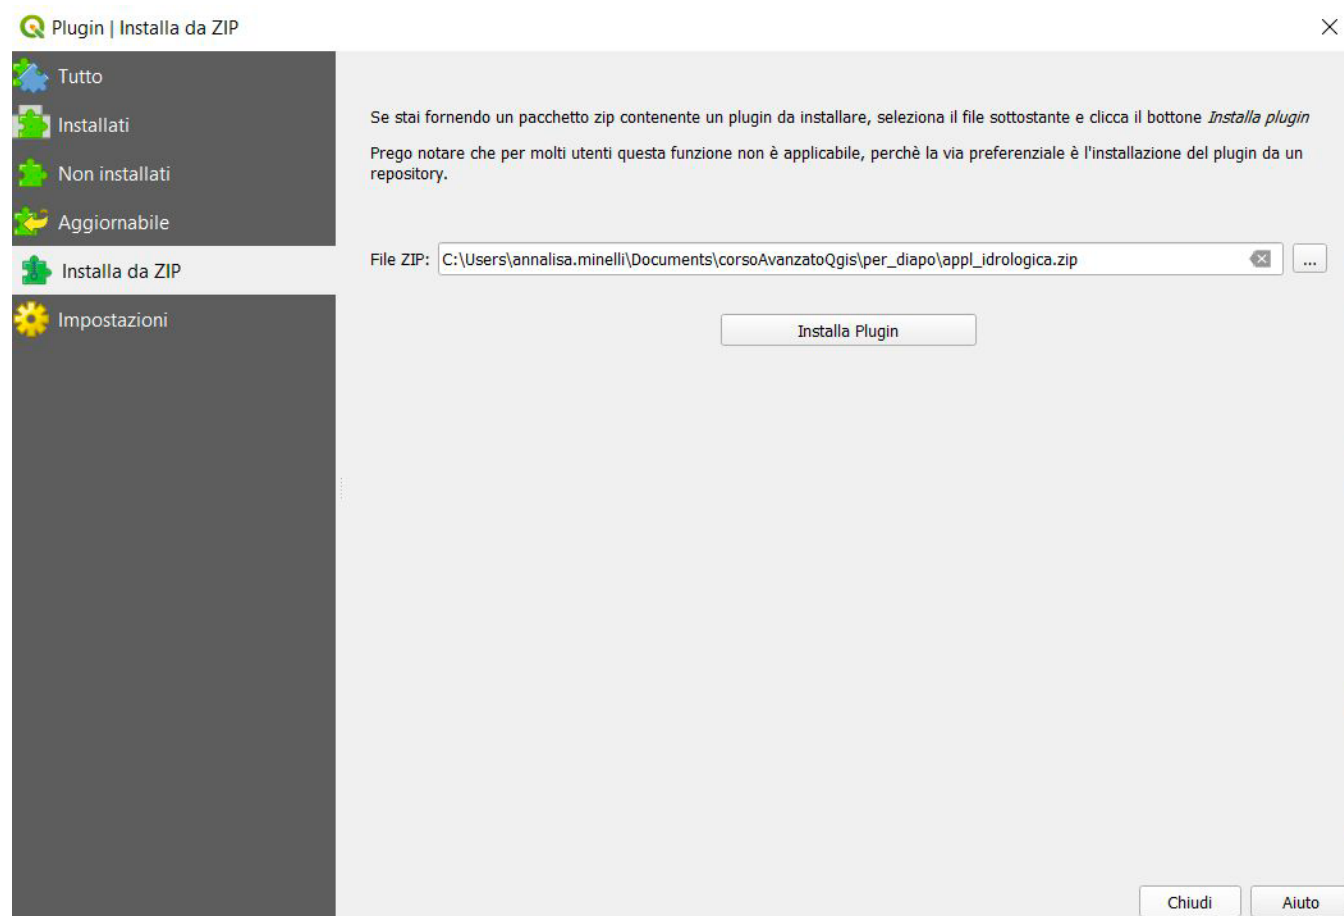 Plugin | Installa da ZIP
Tutto
Installati
Non installati
Aggiornabile
Installa da ZIP
Impostazioni
Se stai fornendo un pacchetto zip contenente un plugin da installare, seleziona il file sottostante e clicca il bottone Installa plugin
Prego notare che per molti utenti questa funzione non è applicabile, perchè la via preferenziale è l'installazione del plugin da un
repository.
File ZIP: C:\Users\annalisa.minelli\Documents\corsoAvanzatoQgis\per_diapo\appl_idrologica.zip
...
Installa Plugin
Chiudi
Aiuto